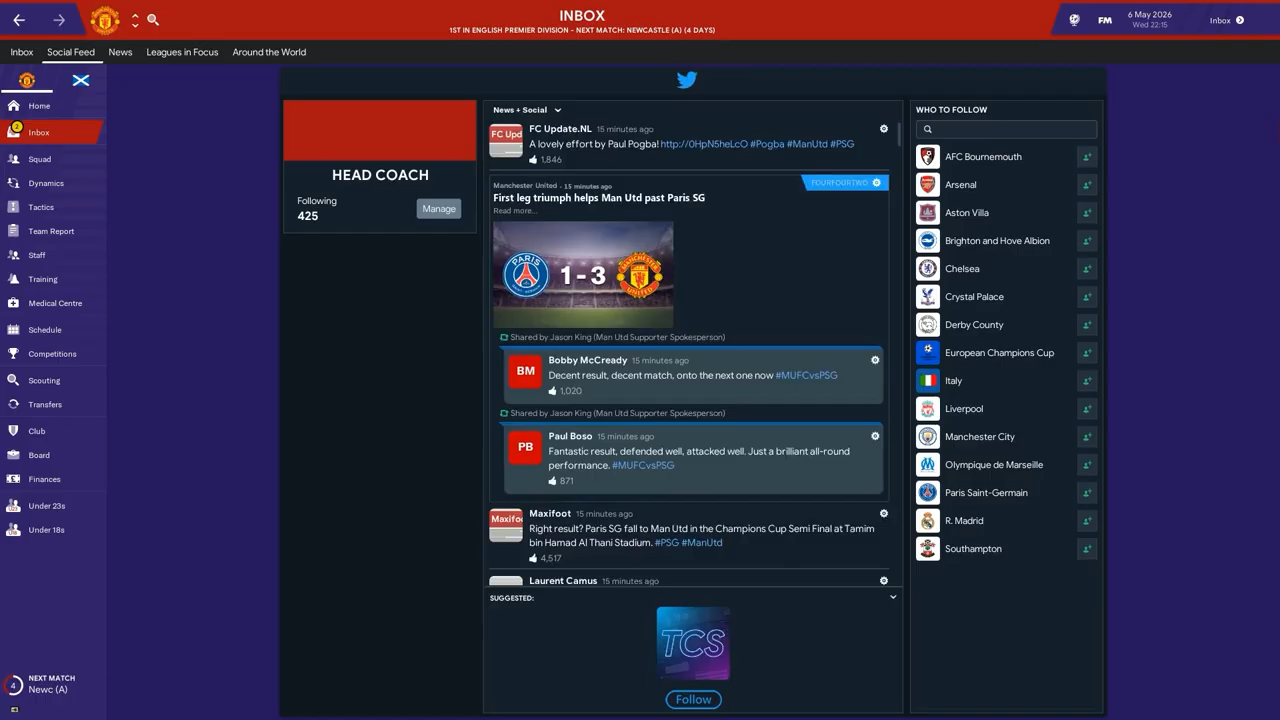 INBOX
1ST IN ENGLISH PREMIER DIVISION - NEXT MATCH: NEWCASTLE (A) (4 DAYS)
FM
6 May 2026
Wed 22:15
Inbox
Inbox
Social Feed
News
Leagues in Focus
Around the World
Home
2
Inbox
Squad
Dynamics
Tactics
Team Report
Staff
Training
Medical Centre
Schedule
Competitions
Scouting
Transfers
Club
Board
Finances
Under 23s
Under 18s
4
NEXT MATCH
Newc (A)
HEAD COACH
Following
425
Manage
News + Social
FC Upd
FC Update.NL 15 minutes ago
A lovely effort by Paul Pogba! http://0HpN5heLcO #Pogba #ManUtd #PSG
1,846
Manchester United - 15 minutes ago
FOURFOURTWO
First leg triumph helps Man Utd past Paris SG
Read more...
PARIS
1 - 3
MANCHESTER
UNITED
Shared by Jason King (Man Utd Supporter Spokesperson)
BM
Bobby McCready 15 minutes ago
Decent result, decent match, onto the next one now #MUFCvsPSG
1,020
Shared by Jason King (Man Utd Supporter Spokesperson)
PB
Paul Boso 15 minutes ago
Fantastic result, defended well, attacked well. Just a brilliant all-round
performance. #MUFCvsPSG
871
Maxifoo
Maxifoot 15 minutes ago
Right result? Paris SG fall to Man Utd in the Champions Cup Semi Final at Tamim
bin Hamad Al Thani Stadium. #PSG #ManUtd
4,517
Laurent Camus 15 minutes ago
SUGGESTED:
TCS
Follow
WHO TO FOLLOW
AFC Bournemouth
Arsenal
Aston Villa
Brighton and Hove Albion
Chelsea
Crystal Palace
Derby County
European Champions Cup
Italy
Liverpool
Manchester City
Olympique de Marseille
Paris Saint-Germain
R. Madrid
Southampton